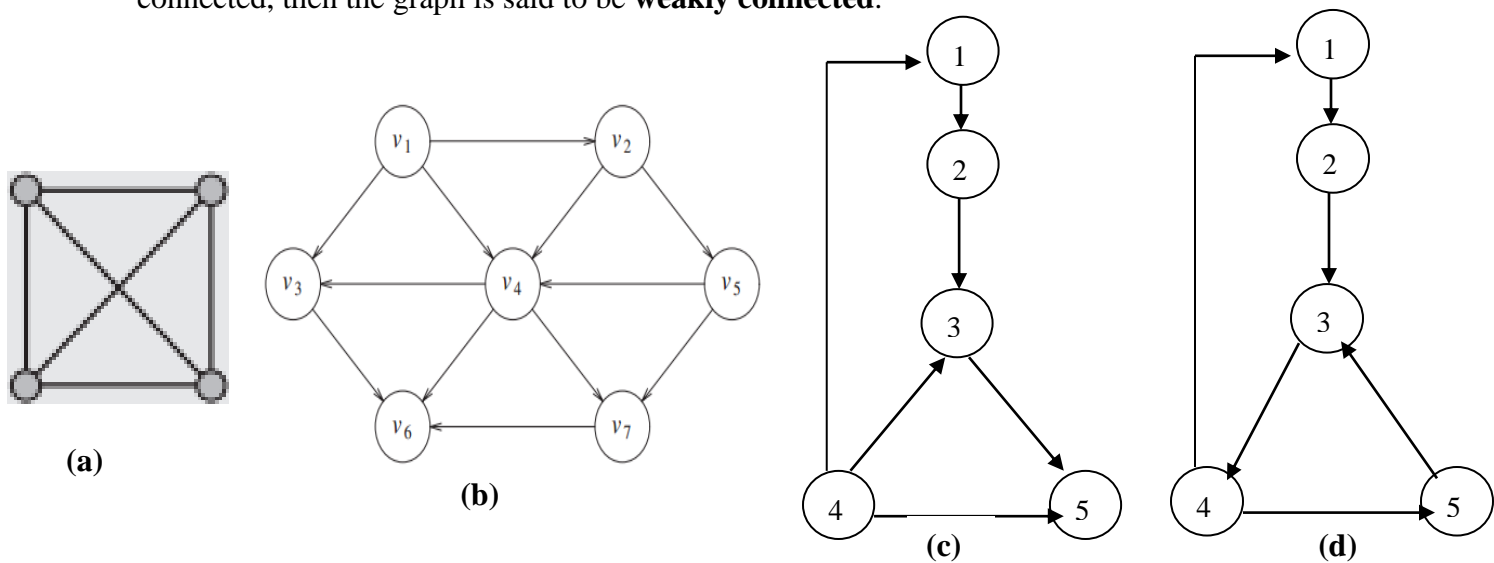 connected, then the graph is said to be weakly connected.
v1 v2
v3 v4 v5
v6 v7
(a)
(b)
1
2
3
4 5
(c)
1
2
3
4 5
(d)